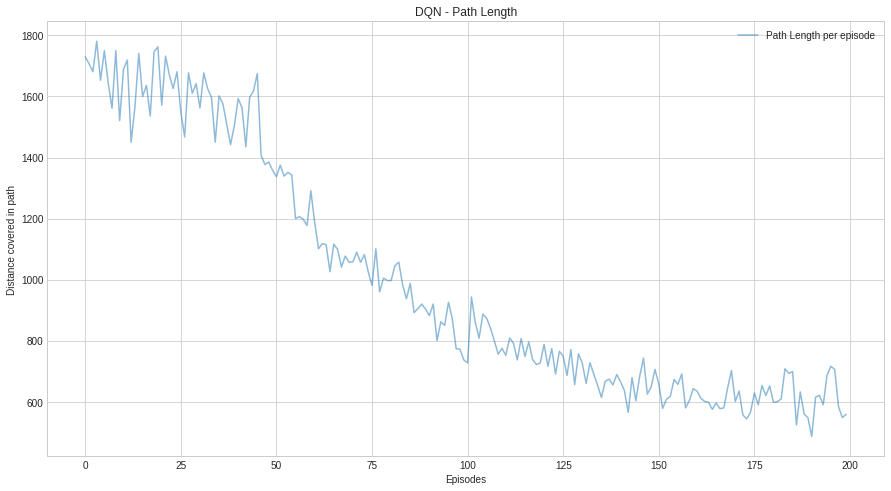 DQN - Path Length
Path Length per episode
Distance covered in path
1800
1600
1400
1200
1000
800
600
0 25 50 75 100 125 150 175 200
Episodes